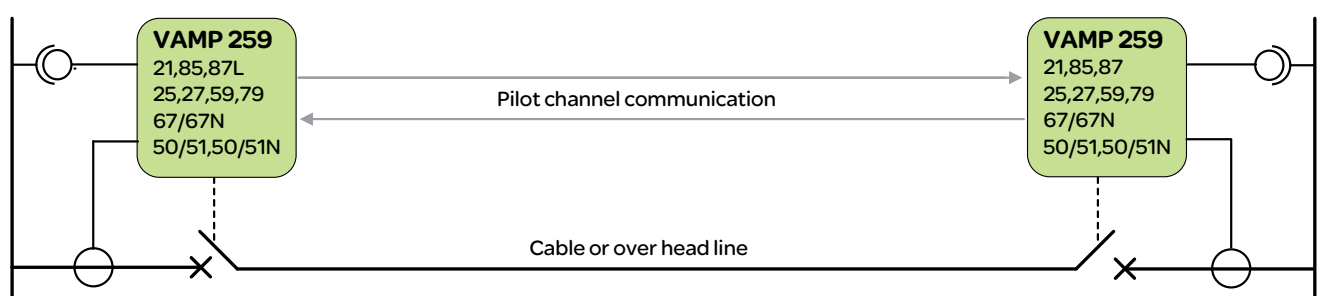 VAMP 259
21,85,87L
25,27,59,79
67/67N
50/51,50/51N
Pilot channel communication
VAMP 259
21,85,87
25,27,59,79
67/67N
50/51,50/51N
Cable or over head line